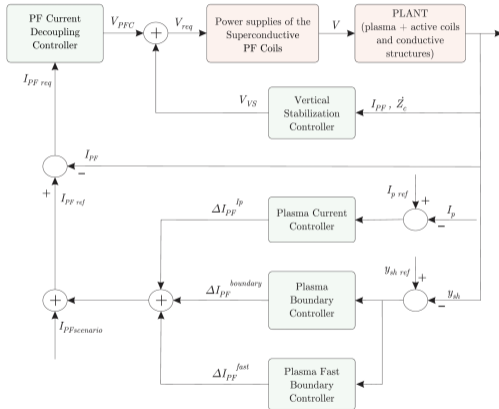 PF Current
Decoupling
Controller
V_PFC
+
V_req
Power supplies of the
Superconductive
PF Coils
V
PLANT
(plasma + active coils
and conductive
structures)
I_PF req
V_VS
Vertical
Stabilization
Controller
I_PF , Ż_c
I_PF
−
+
I_PF ref
ΔI_PF^Ip
Plasma Current
Controller
I_p ref
+
I_p
−
y_sh ref
+
ΔI_PF^boundary
Plasma
Boundary
Controller
y_sh
−
+
+
I_PFscenario
ΔI_PF^fast
Plasma Fast
Boundary
Controller